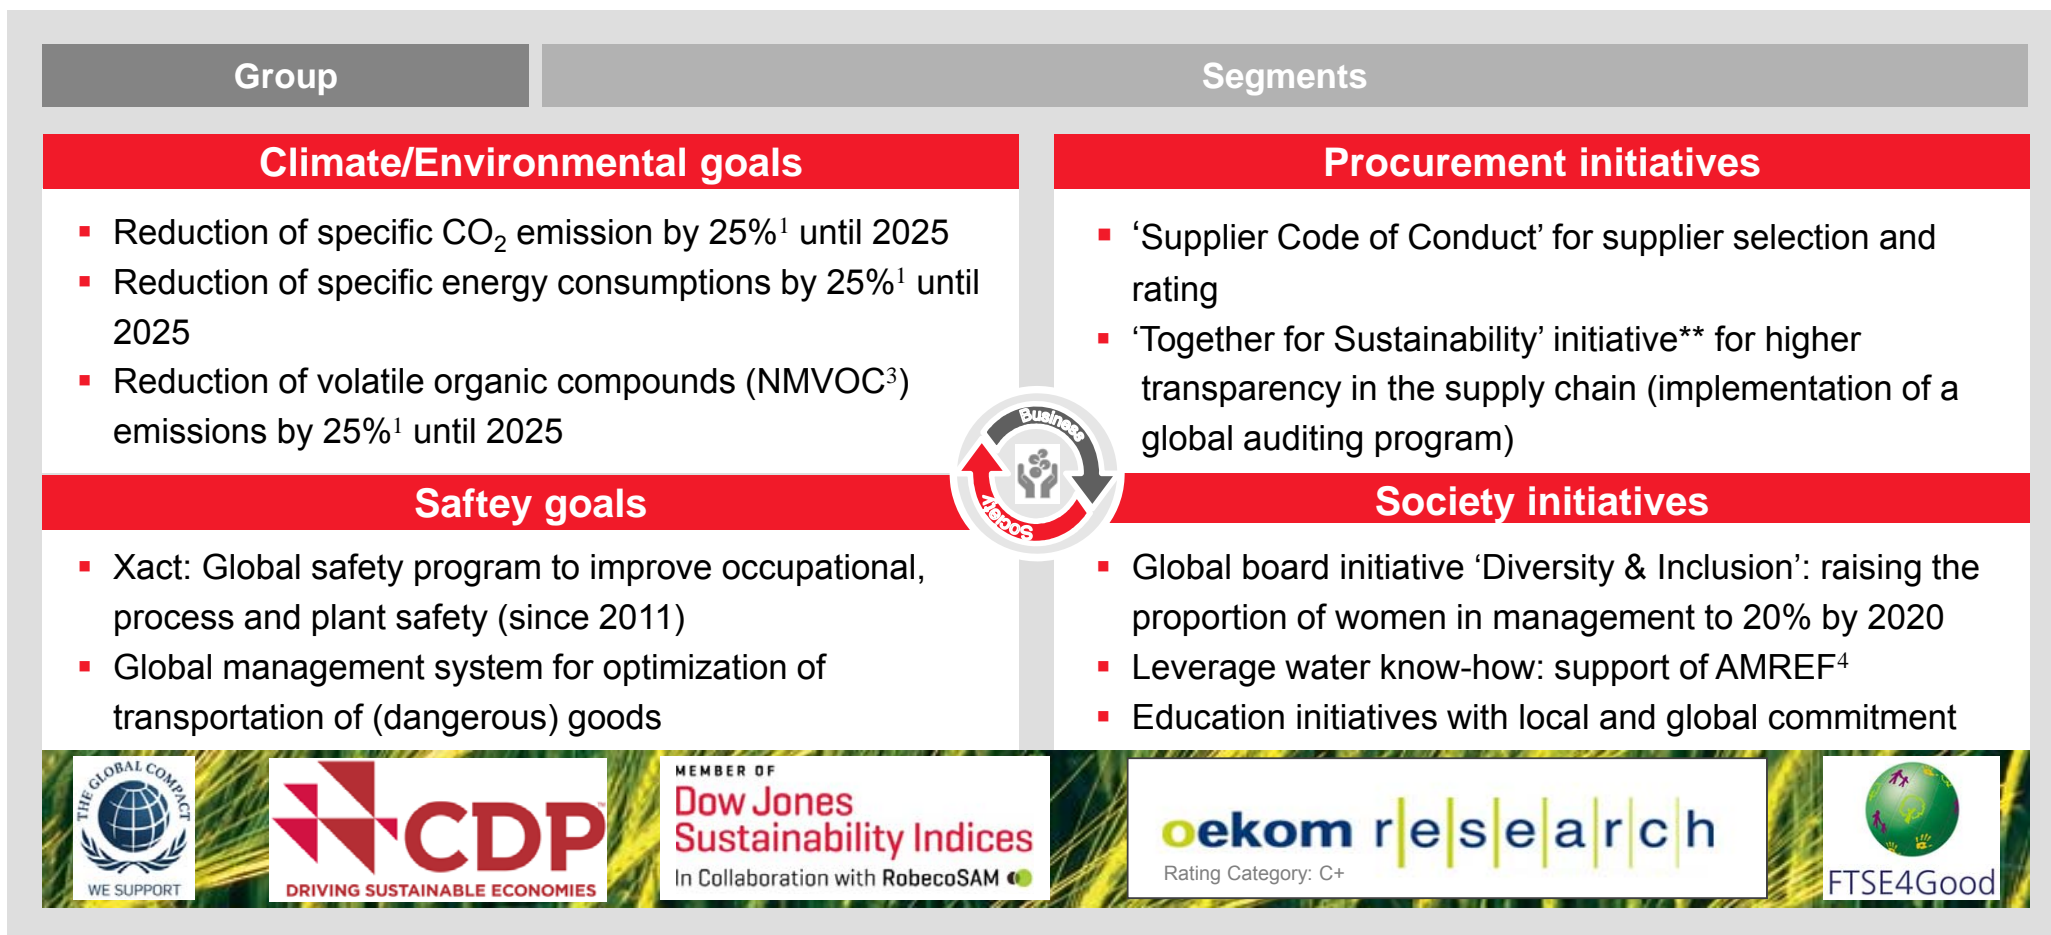 Group
Segments
Climate/Environmental goals
▪ Reduction of specific CO₂ emission by 25%¹ until 2025
▪ Reduction of specific energy consumptions by 25%¹ until
2025
▪ Reduction of volatile organic compounds (NMVOC³)
emissions by 25%¹ until 2025
Procurement initiatives
▪ ‘Supplier Code of Conduct’ for supplier selection and
rating
▪ ‘Together for Sustainability’ initiative** for higher
transparency in the supply chain (implementation of a
global auditing program)
Business
Society
Saftey goals
▪ Xact: Global safety program to improve occupational,
process and plant safety (since 2011)
▪ Global management system for optimization of
transportation of (dangerous) goods
Society initiatives
▪ Global board initiative ‘Diversity & Inclusion’: raising the
proportion of women in management to 20% by 2020
▪ Leverage water know-how: support of AMREF⁴
▪ Education initiatives with local and global commitment
THE GLOBAL COMPACT
WE SUPPORT
CDP™
DRIVING SUSTAINABLE ECONOMIES
MEMBER OF
Dow Jones
Sustainability Indices
In Collaboration with RobecoSAM
oekom r|e|s|e|a|r|c|h
Rating Category: C+
FTSE4Good